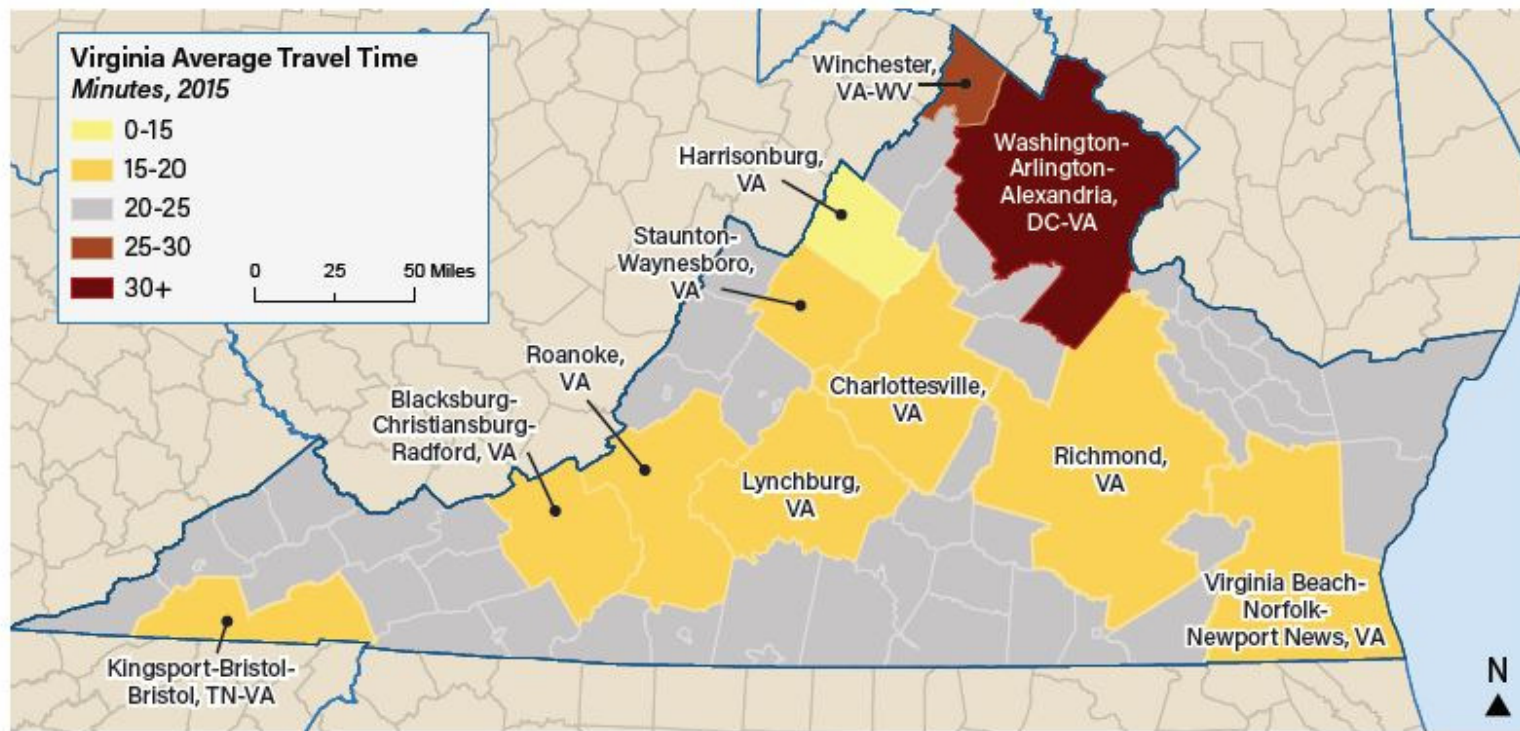 Virginia Average Travel Time
Minutes, 2015
0-15
15-20
20-25
25-30
30+
0 25 50 Miles
Winchester,
VA-WV
Washington-
Arlington-
Alexandria,
DC-VA
Harrisonburg,
VA
Staunton-
Waynesboro,
VA
Roanoke,
VA
Charlottesville,
VA
Blacksburg-
Christiansburg-
Radford, VA
Lynchburg,
VA
Richmond,
VA
Virginia Beach-
Norfolk-
Newport News, VA
Kingsport-Bristol-
Bristol, TN-VA
N